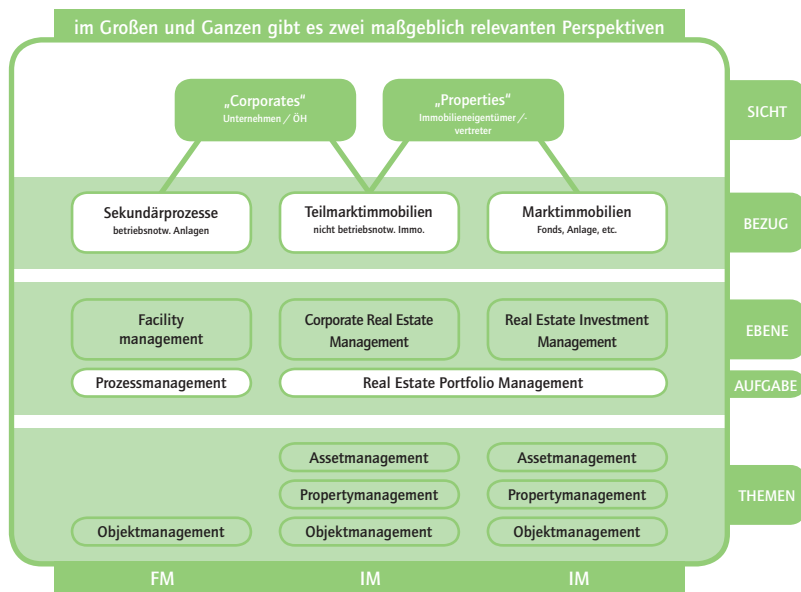 im Großen und Ganzen gibt es zwei maßgeblich relevanten Perspektiven
„Corporates“
Unternehmen / ÖH
„Properties“
Immobilieneigentümer /-
vertreter
SICHT
Sekundärprozesse
betriebsnotw. Anlagen
Teilmarktimmobilien
nicht betriebsnotw. Immo.
Marktimmobilien
Fonds, Anlage, etc.
BEZUG
Facility
management
Corporate Real Estate
Management
Real Estate Investment
Management
EBENE
Prozessmanagement
Real Estate Portfolio Management
AUFGABE
Assetmanagement
Assetmanagement
Propertymanagement
Propertymanagement
THEMEN
Objektmanagement
Objektmanagement
Objektmanagement
FM
IM
IM